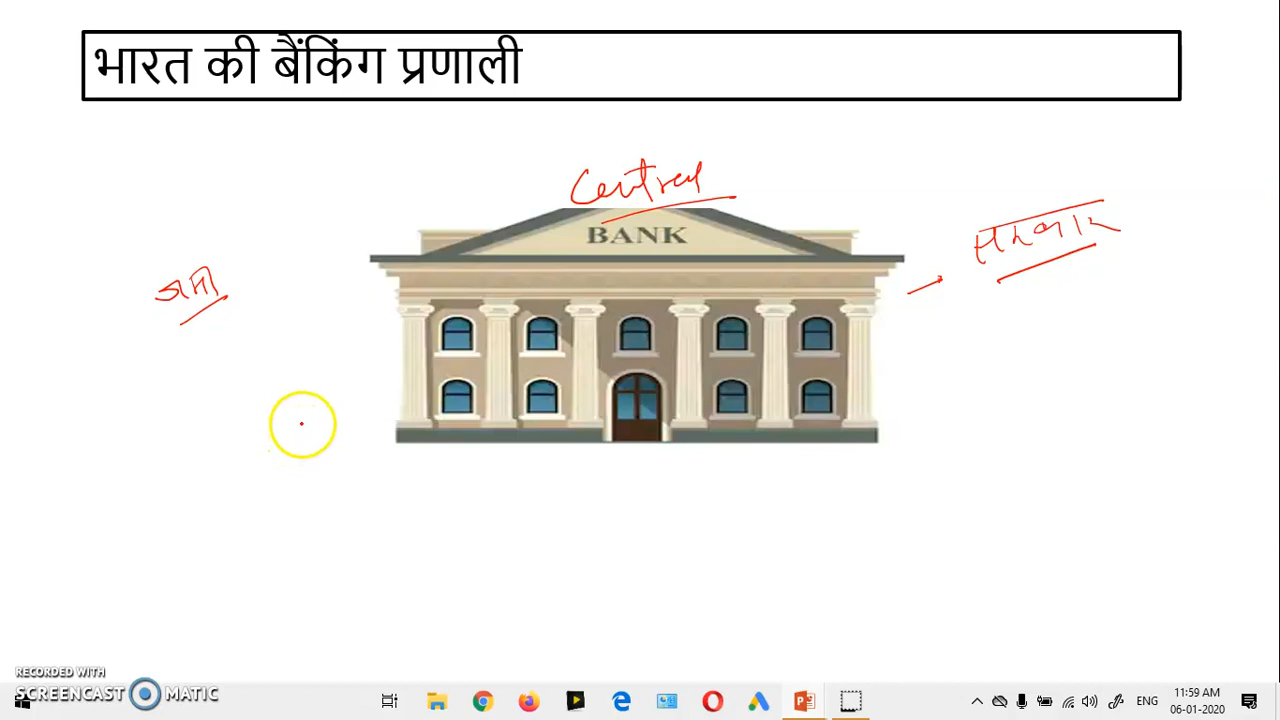 भारत की बैंकिंग प्रणाली
Central
BANK
सरकार
जमा
RECORDED WITH
SCREENCAST MATIC
ENG
11:59 AM
06-01-2020